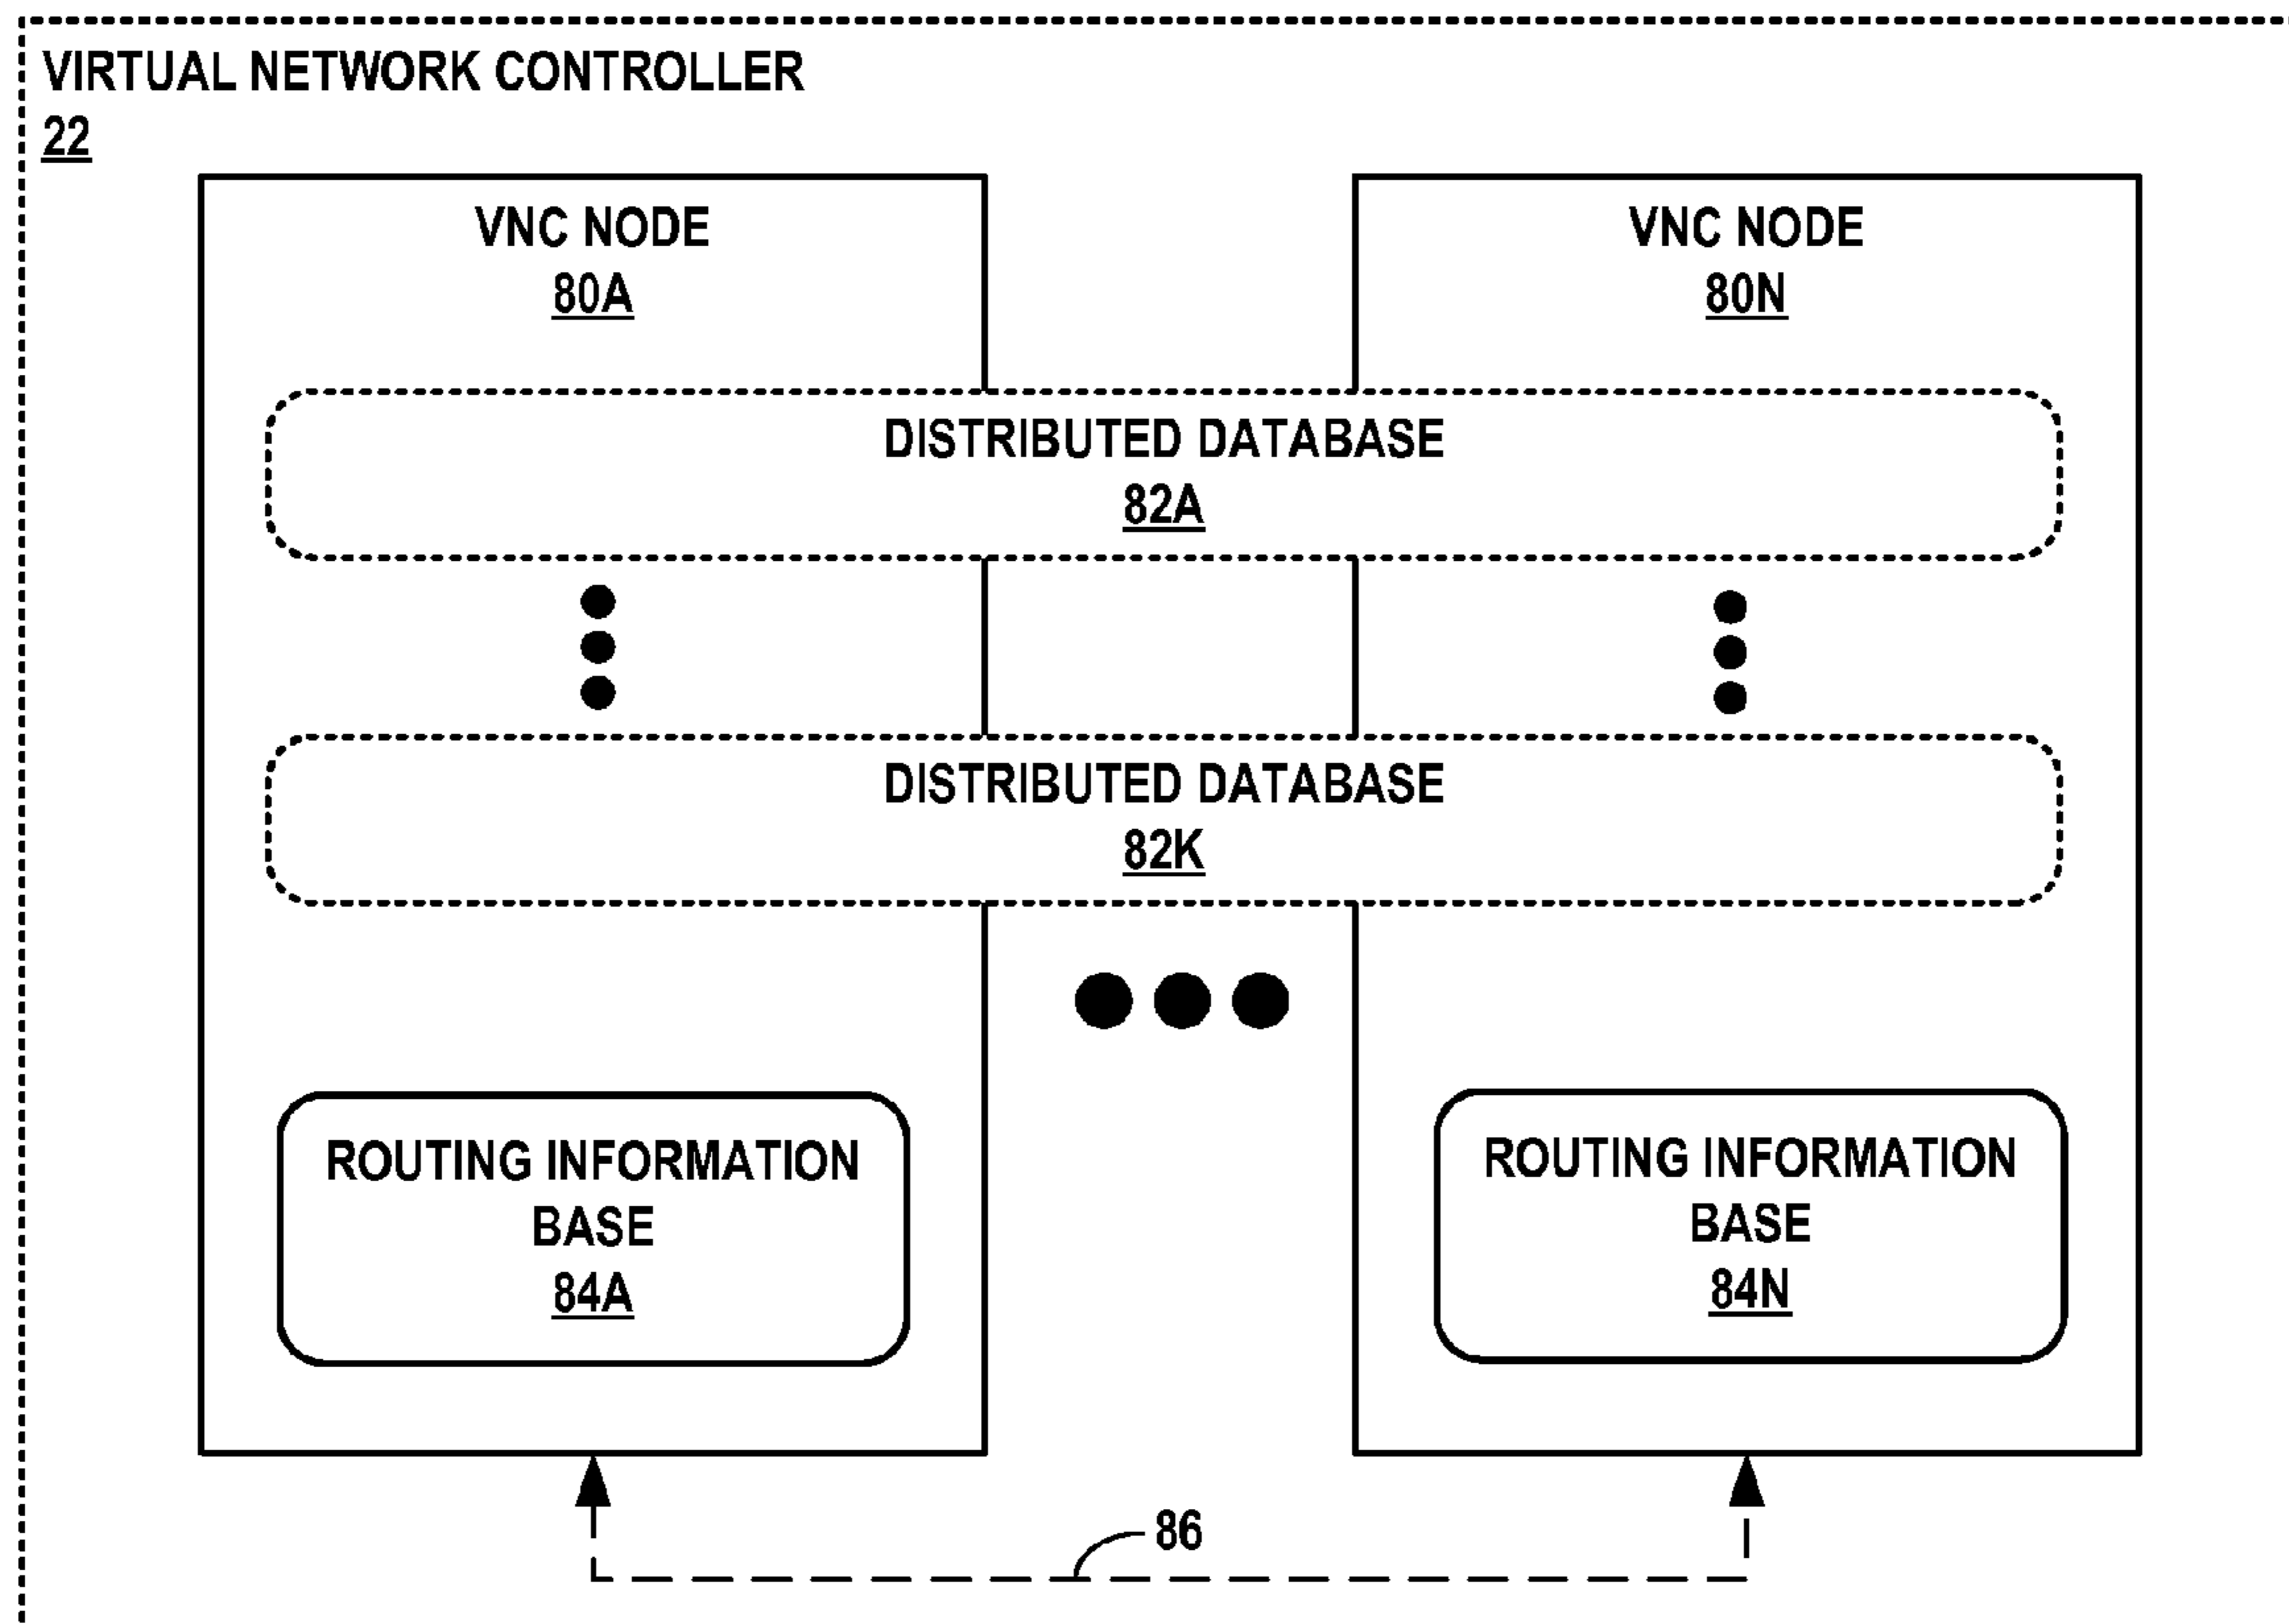 VIRTUAL NETWORK CONTROLLER
22
VNC NODE
80A
VNC NODE
80N
DISTRIBUTED DATABASE
82A
DISTRIBUTED DATABASE
82K
ROUTING INFORMATION
BASE
84A
ROUTING INFORMATION
BASE
84N
86